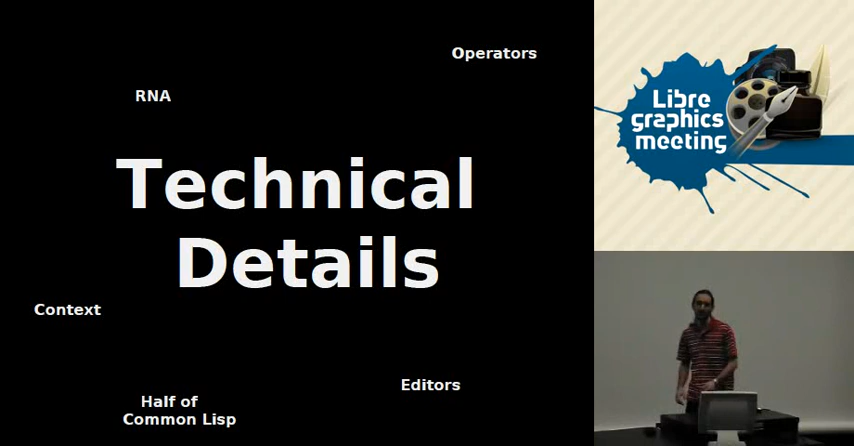 Operators
RNA
Technical
Details
Context
Editors
Half of
Common Lisp
Libre
graphics
meeting